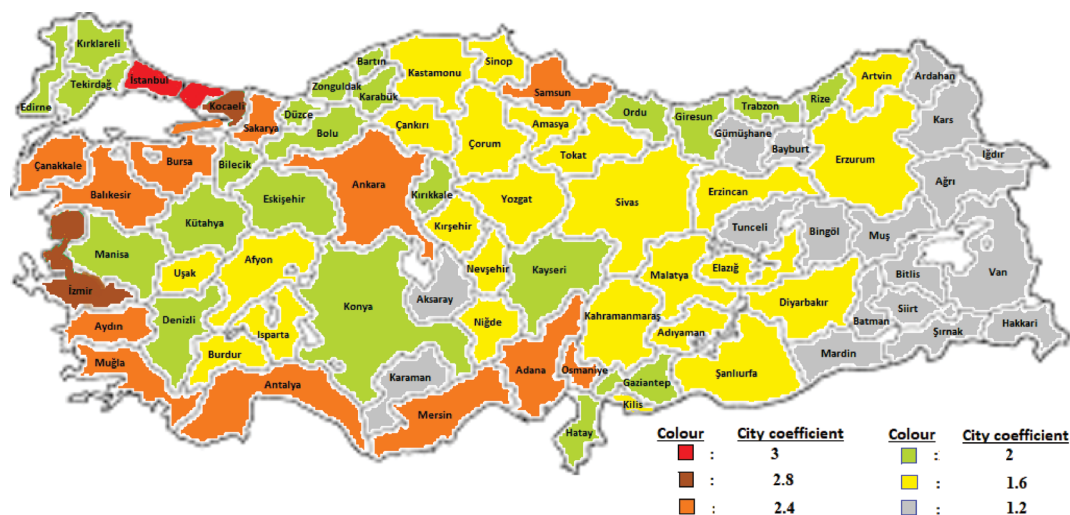 Kırklareli
Edirne
Tekirdağ
İstanbul
Kocaeli
Sakarya
Düzce
Zonguldak
Bartın
Karabük
Bolu
Kastamonu
Sinop
Çankırı
Çorum
Samsun
Amasya
Tokat
Ordu
Giresun
Trabzon
Rize
Artvin
Ardahan
Gümüşhane
Bayburt
Kars
Iğdır
Erzurum
Ağrı
Çanakkale
Balıkesir
Bursa
Bilecik
Eskişehir
Kütahya
Ankara
Kırıkkale
Kırşehir
Yozgat
Sivas
Erzincan
Tunceli
Bingöl
Muş
Bitlis
Van
Manisa
İzmir
Uşak
Afyon
Konya
Aksaray
Nevşehir
Kayseri
Malatya
Elazığ
Diyarbakır
Batman
Siirt
Şırnak
Hakkari
Aydın
Denizli
Isparta
Burdur
Muğla
Antalya
Karaman
Niğde
Mersin
Adana
Osmaniye
Kahramanmaraş
Adıyaman
Gaziantep
Kilis
Hatay
Şanlıurfa
Mardin
Colour City coefficient Colour City coefficient
: 3 : 2
: 2.8 : 1.6
: 2.4 : 1.2